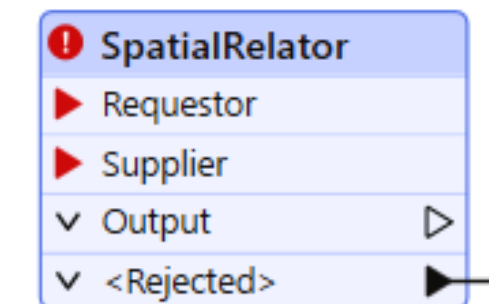 SpatialRelator
Requestor
Supplier
Output
<Rejected>